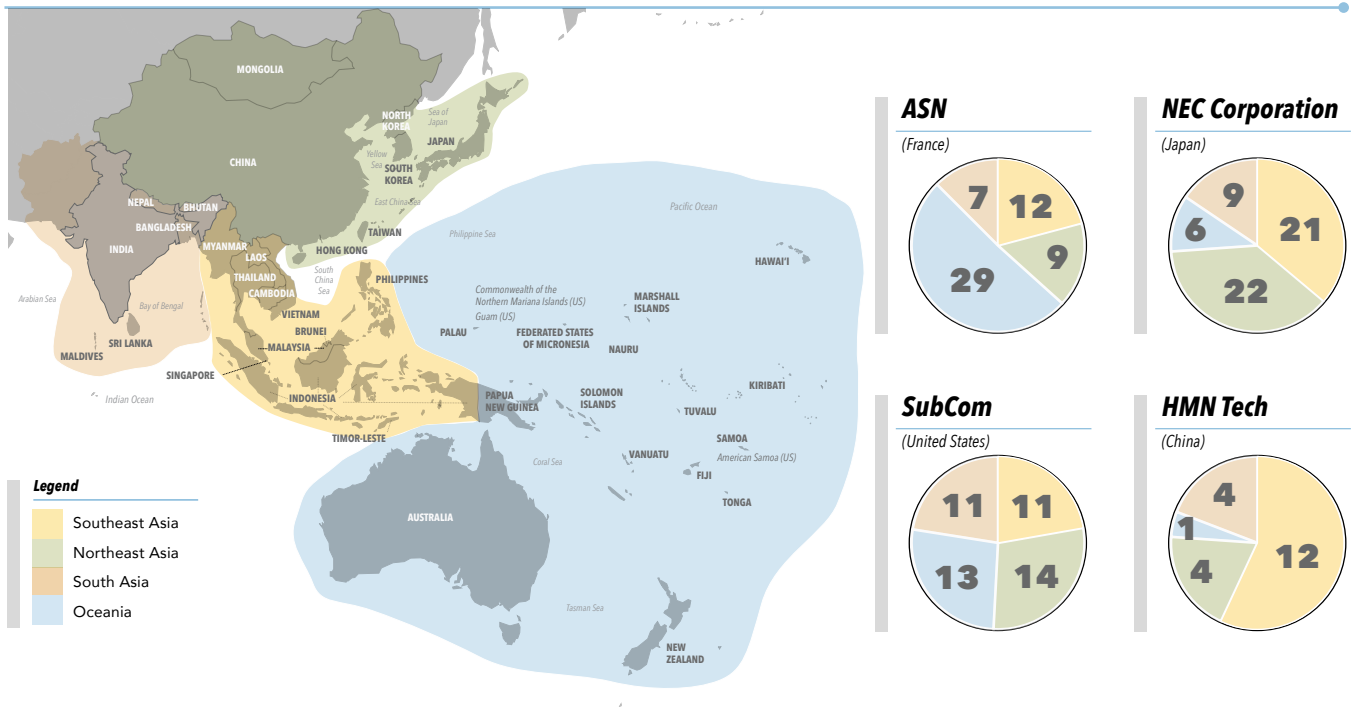 MONGOLIA
NORTH
KOREA
Sea of
Japan
JAPAN
Yellow
Sea
SOUTH
KOREA
CHINA
East China Sea
NEPAL
BHUTAN
BANGLADESH
INDIA
TAIWAN
HONG KONG
MYANMAR
LAOS
THAILAND
CAMBODIA
South
China
Sea
PHILIPPINES
Philippine Sea
Pacific Ocean
HAWAI'I
Arabian Sea
Bay of Bengal
VIETNAM
BRUNEI
MALAYSIA
SRI LANKA
MALDIVES
SINGAPORE
Indian Ocean
INDONESIA
TIMOR-LESTE
Commonwealth of the
Northern Mariana Islands (US)
Guam (US)
MARSHALL
ISLANDS
PALAU
FEDERATED STATES
OF MICRONESIA
NAURU
PAPUA
NEW GUINEA
SOLOMON
ISLANDS
KIRIBATI
TUVALU
SAMOA
American Samoa (US)
VANUATU
FIJI
TONGA
Coral Sea
AUSTRALIA
Tasman Sea
NEW
ZEALAND
Legend
Southeast Asia
Northeast Asia
South Asia
Oceania
ASN
(France)
7
12
9
29
NEC Corporation
(Japan)
9
21
6
22
SubCom
(United States)
11
11
13
14
HMN Tech
(China)
4
1
12
4